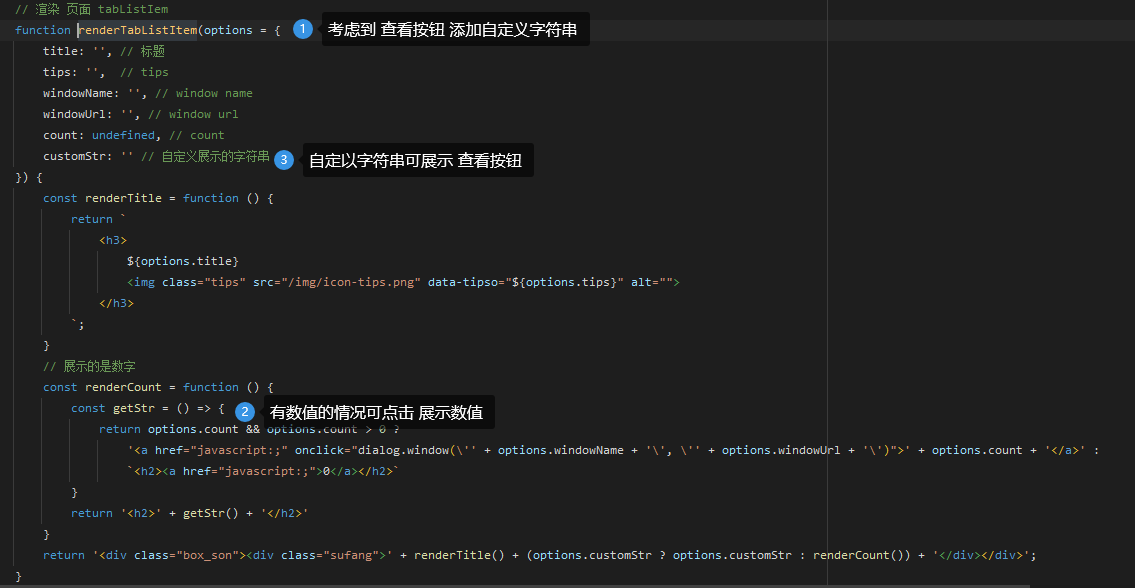 // 渲染 页面 tabListIem
function renderTabListItem(options = { 1 考虑到 查看按钮 添加自定义字符串
title: '', // 标题
tips: '',  // tips
windowName: '', // window name
windowUrl: '', // window url
count: undefined, // count
customStr: '' // 自定义展示的字符串 3 自定以字符串可展示 查看按钮
}) {
const renderTitle = function () {
return `
<h3>
${options.title}
<img class="tips" src="/img/icon-tips.png" data-tipso="${options.tips}" alt="">
</h3>
`;
}
// 展示的是数字
const renderCount = function () {
const getStr = () => { 2 有数值的情况可点击 展示数值
return options.count && options.count > 0 ?
'<a href="javascript:;" onclick="dialog.window(\'' + options.windowName + '\', \'' + options.windowUrl + '\')">' + options.count + '</a>' :
`<h2><a href="javascript:;">0</a></h2>`
}
return '<h2>' + getStr() + '</h2>'
}
return '<div class="box_son"><div class="sufang">' + renderTitle() + (options.customStr ? options.customStr : renderCount()) + '</div></div>';
}